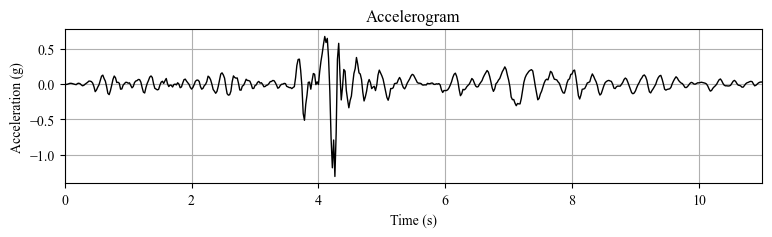 Accelerogram
Acceleration (g)
0.5
0.0
−0.5
−1.0
0 2 4 6 8 10
Time (s)